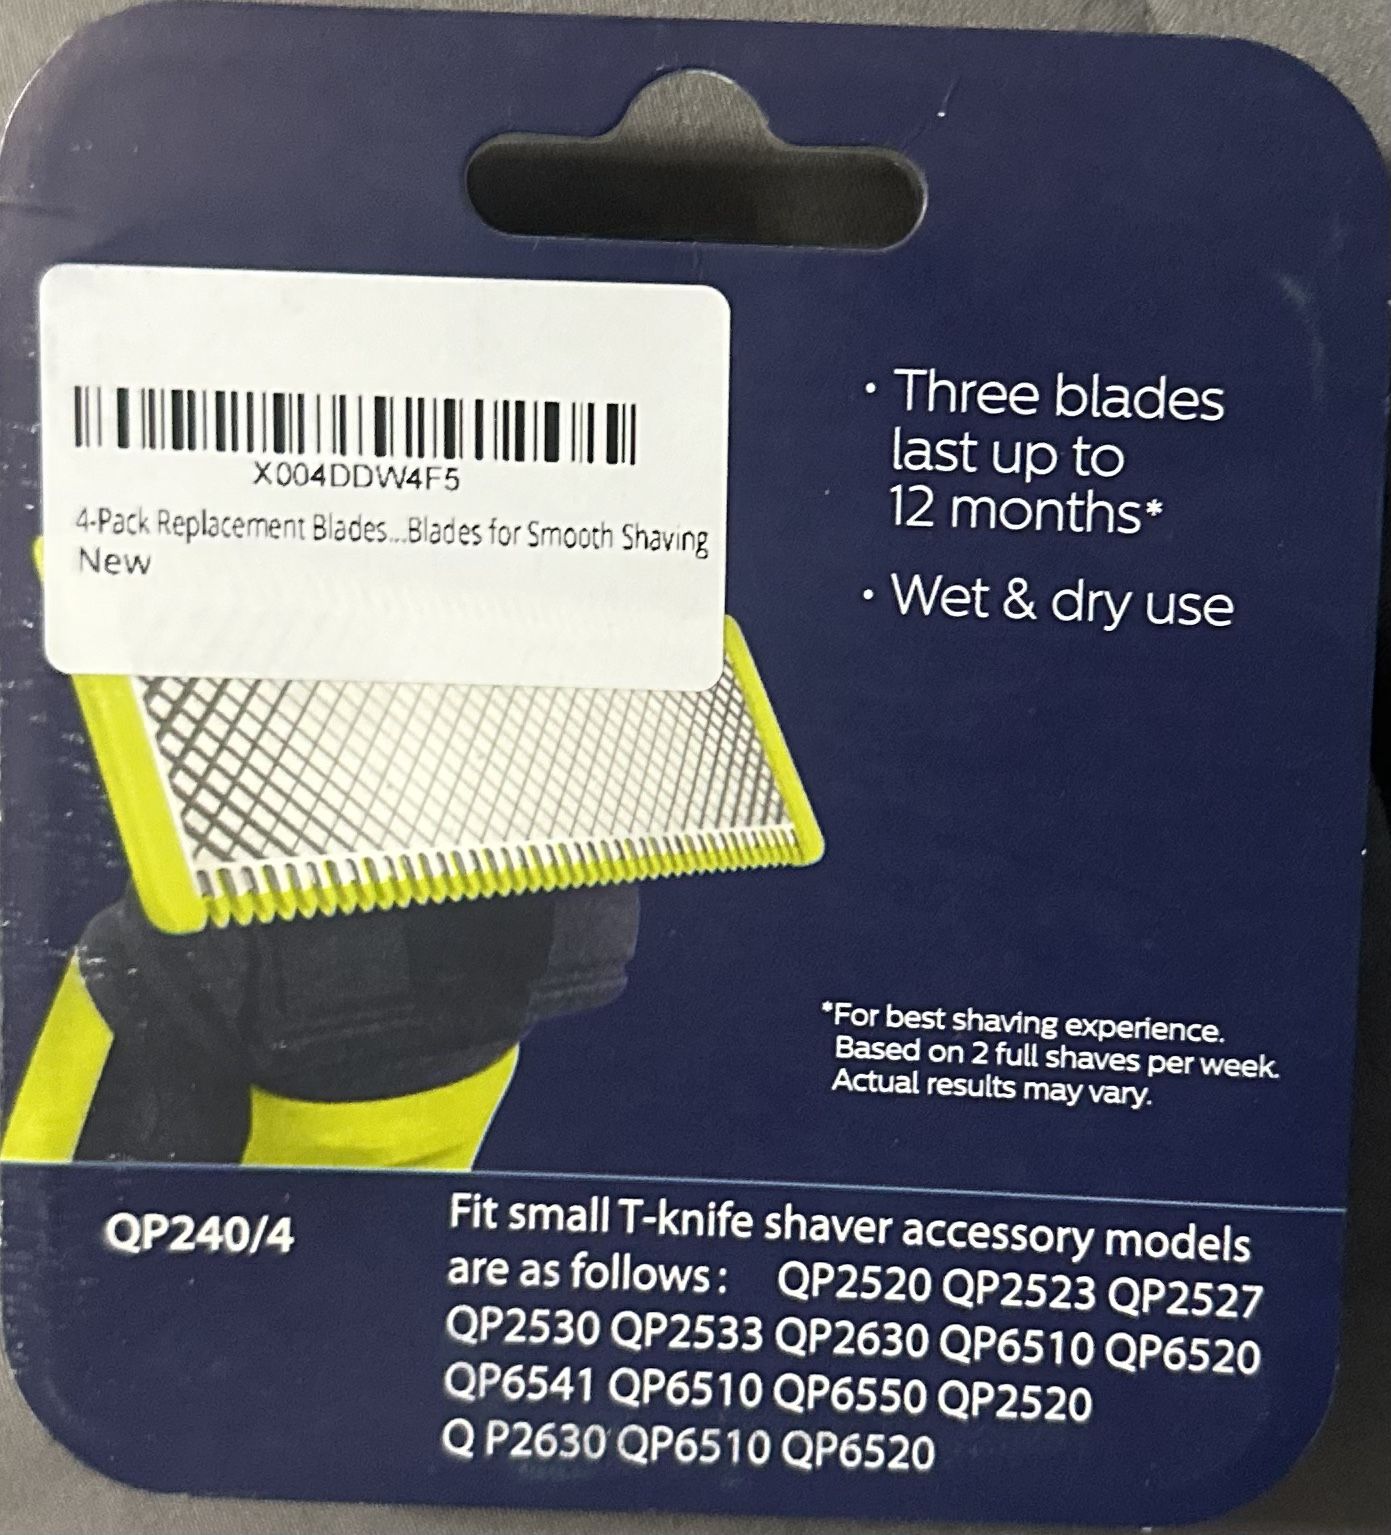 X004DDW4F5
4-Pack Replacement Blades...Blades for Smooth Shaving
New
• Three blades
last up to
12 months*
• Wet & dry use
*For best shaving experience.
Based on 2 full shaves per week.
Actual results may vary.
QP240/4
Fit small T-knife shaver accessory models
are as follows: QP2520 QP2523 QP2527
QP2530 QP2533 QP2630 QP6510 QP6520
QP6541 QP6510 QP6550 QP2520
Q P2630 QP6510 QP6520